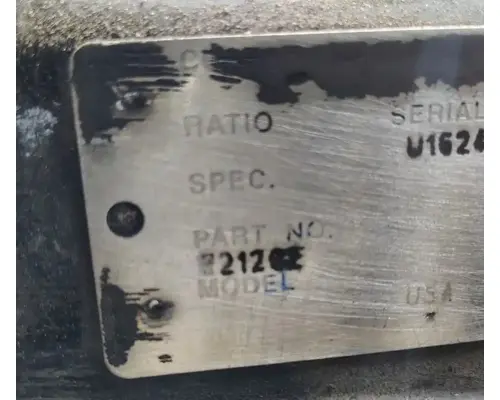 RATIO SERIAL
U1624
SPEC.
PART NO.
MODEL USA